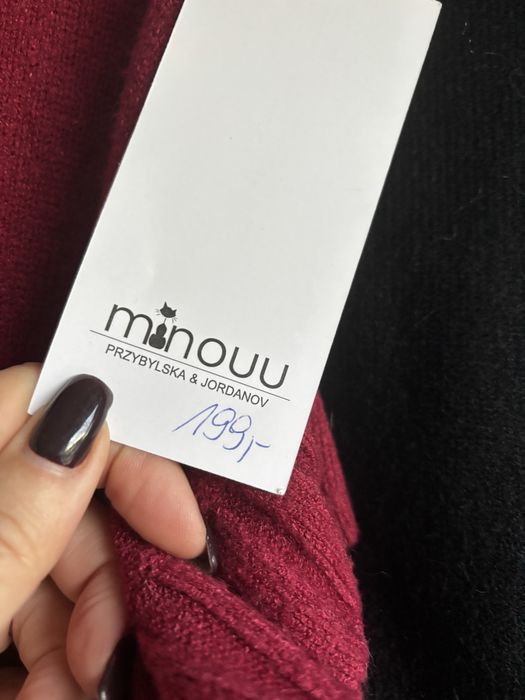 minouu
PRZYBYLSKA & JORDANOV
199,-